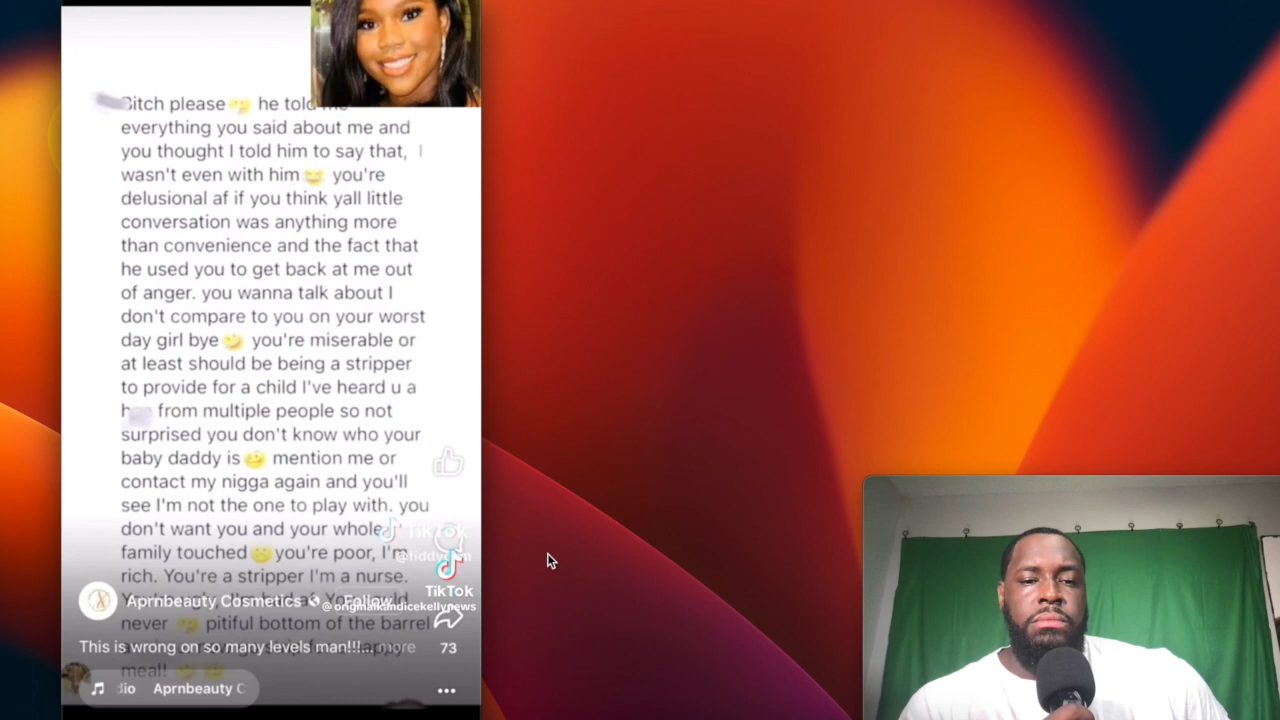 Bitch please 🤣 he told me
everything you said about me and
you thought I told him to say that, I
wasn't even with him 😂 you're
delusional af if you think yall little
conversation was anything more
than convenience and the fact that
he used you to get back at me out
of anger. you wanna talk about I
don't compare to you on your worst
day girl bye 🤣 you're miserable or
at least should be being a stripper
to provide for a child I've heard u a
h from multiple people so not
surprised you don't know who your
baby daddy is 🥴 mention me or
contact my nigga again and you'll
see I'm not the one to play with. you
don't want you and your whole
TikTok
family touched you're poor, I'm
rich. You're a stripper I'm a nurse.
TikTok
Aprnbeauty Cosmetics
Follow
@originalkandicekellynews
never 🤣 pitiful bottom of the barrel
This is wrong on so many levels man!!!... more
73
meal!
dio Aprnbeauty C